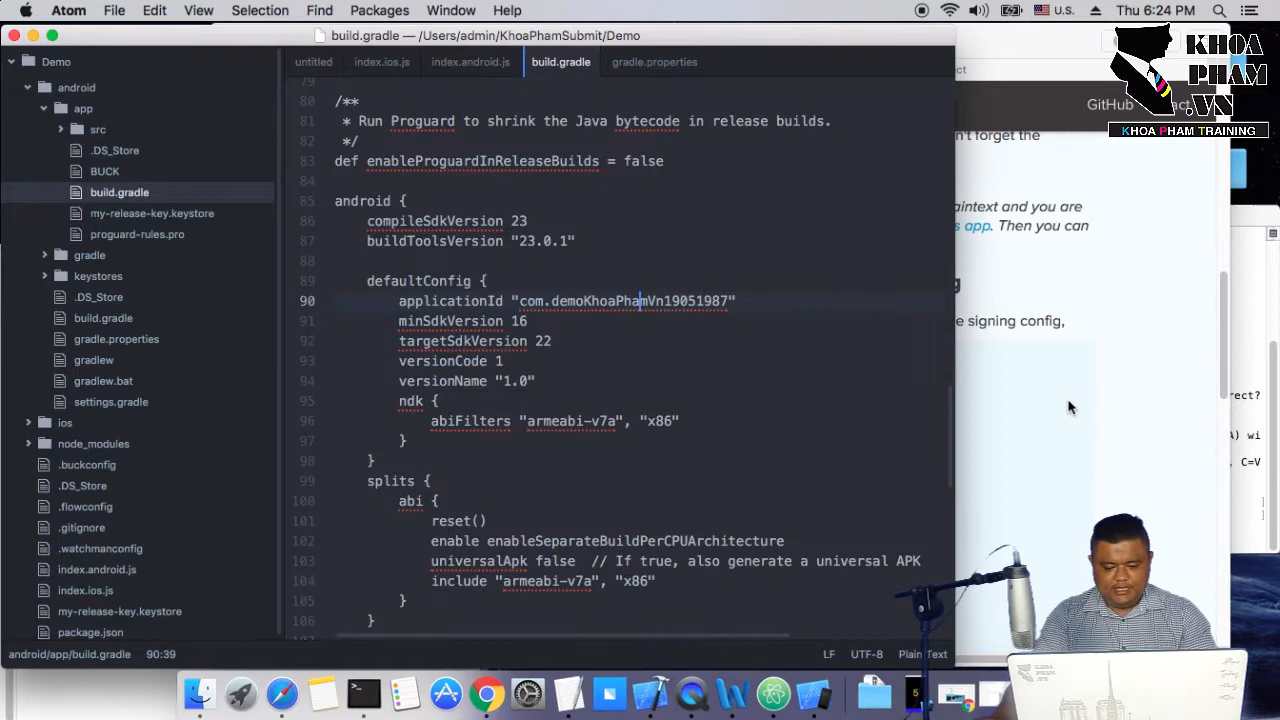 Atom File Edit View Selection Find Packages Window Help
U.S. Thu 6:24 PM
build.gradle — /Users/admin/KhoaPhamSubmit/Demo
KHOA
PHAM
.VN
KHOA PHAM TRAINING
Demo
android
app
src
.DS_Store
BUCK
build.gradle
my-release-key.keystore
proguard-rules.pro
gradle
keystores
.DS_Store
build.gradle
gradle.properties
gradlew
gradlew.bat
settings.gradle
ios
node_modules
.buckconfig
.DS_Store
.flowconfig
.gitignore
.watchmanconfig
index.android.js
index.ios.js
my-release-key.keystore
package.json
untitled index.ios.js index.android.js build.gradle gradle.properties
79
80 /**
81 * Run Proguard to shrink the Java bytecode in release builds.
82 */
83 def enableProguardInReleaseBuilds = false
84
85 android {
86 compileSdkVersion 23
87 buildToolsVersion "23.0.1"
88
89 defaultConfig {
90 applicationId "com.demoKhoaPhamVn19051987"
91 minSdkVersion 16
92 targetSdkVersion 22
93 versionCode 1
94 versionName "1.0"
95 ndk {
96 abiFilters "armeabi-v7a", "x86"
97 }
98 }
99 splits {
100 abi {
101 reset()
102 enable enableSeparateBuildPerCPUArchitecture
103 universalApk false // If true, also generate a universal APK
104 include "armeabi-v7a", "x86"
105 }
106 }
android/app/build.gradle 90:39
LF UTF-8 Plain Text
GitHub
't forget the
aintext and you are
s app. Then you can
e signing config,
rect?
A) wi
, C=V
]
]